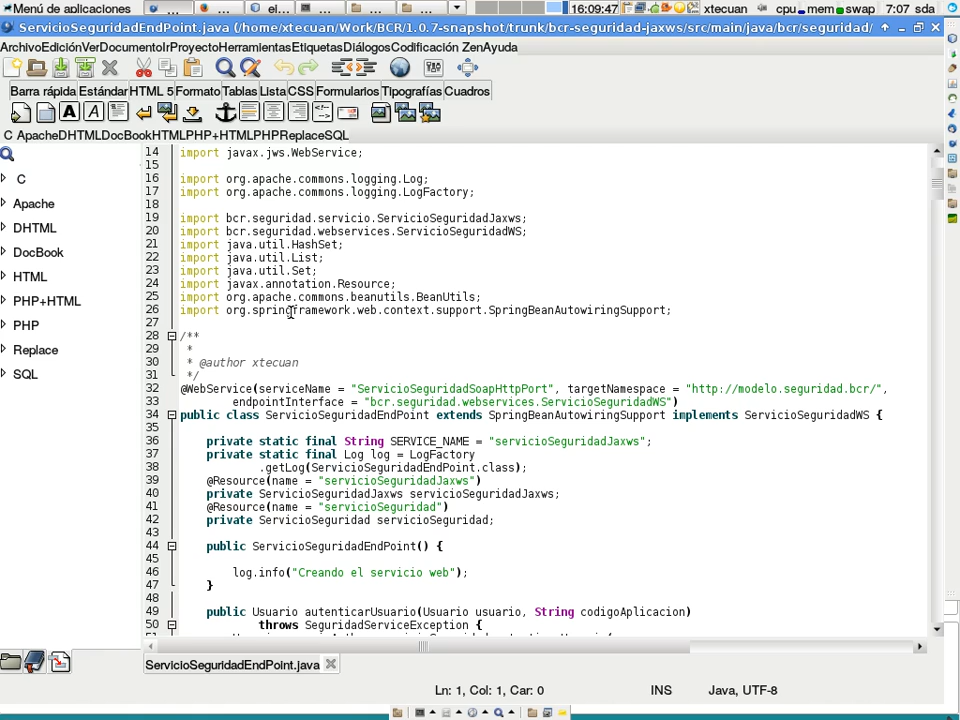 Menú de aplicaciones ... ... el... ... ... ... 16:09:47 xtecuan cpu mem swap 7:07 sda
ServicioSeguridadEndPoint.java (/home/xtecuan/Work/BCR/1.0.7-snapshot/trunk/bcr-seguridad-jaxws/src/main/java/bcr/seguridad/
ArchivoEdiciónVerDocumentoIrProyectoHerramientasEtiquetasDiálogosCodificación ZenAyuda
Barra rápida Estándar HTML 5 Formato Tablas Lista CSS Formularios Tipografías Cuadros
C ApacheDHTMLDocBookHTMLPHP+HTMLPHPReplaceSQL
C
Apache
DHTML
DocBook
HTML
PHP+HTML
PHP
Replace
SQL
14 import javax.jws.WebService;
15
16 import org.apache.commons.logging.Log;
17 import org.apache.commons.logging.LogFactory;
18
19 import bcr.seguridad.servicio.ServicioSeguridadJaxws;
20 import bcr.seguridad.webservices.ServicioSeguridadWS;
21 import java.util.HashSet;
22 import java.util.List;
23 import java.util.Set;
24 import javax.annotation.Resource;
25 import org.apache.commons.beanutils.BeanUtils;
26 import org.springframework.web.context.support.SpringBeanAutowiringSupport;
27
28 /**
29 *
30 * @author xtecuan
31 */
32 @WebService(serviceName = "ServicioSeguridadSoapHttpPort", targetNamespace = "http://modelo.seguridad.bcr/",
33 endpointInterface = "bcr.seguridad.webservices.ServicioSeguridadWS")
34 public class ServicioSeguridadEndPoint extends SpringBeanAutowiringSupport implements ServicioSeguridadWS {
35
36 private static final String SERVICE_NAME = "servicioSeguridadJaxws";
37 private static final Log log = LogFactory
38 .getLog(ServicioSeguridadEndPoint.class);
39 @Resource(name = "servicioSeguridadJaxws")
40 private ServicioSeguridadJaxws servicioSeguridadJaxws;
41 @Resource(name = "servicioSeguridad")
42 private ServicioSeguridad servicioSeguridad;
43
44 public ServicioSeguridadEndPoint() {
45
46 log.info("Creando el servicio web");
47 }
48
49 public Usuario autenticarUsuario(Usuario usuario, String codigoAplicacion)
50 throws SeguridadServiceException {
ServicioSeguridadEndPoint.java
Ln: 1, Col: 1, Car: 0 INS Java, UTF-8